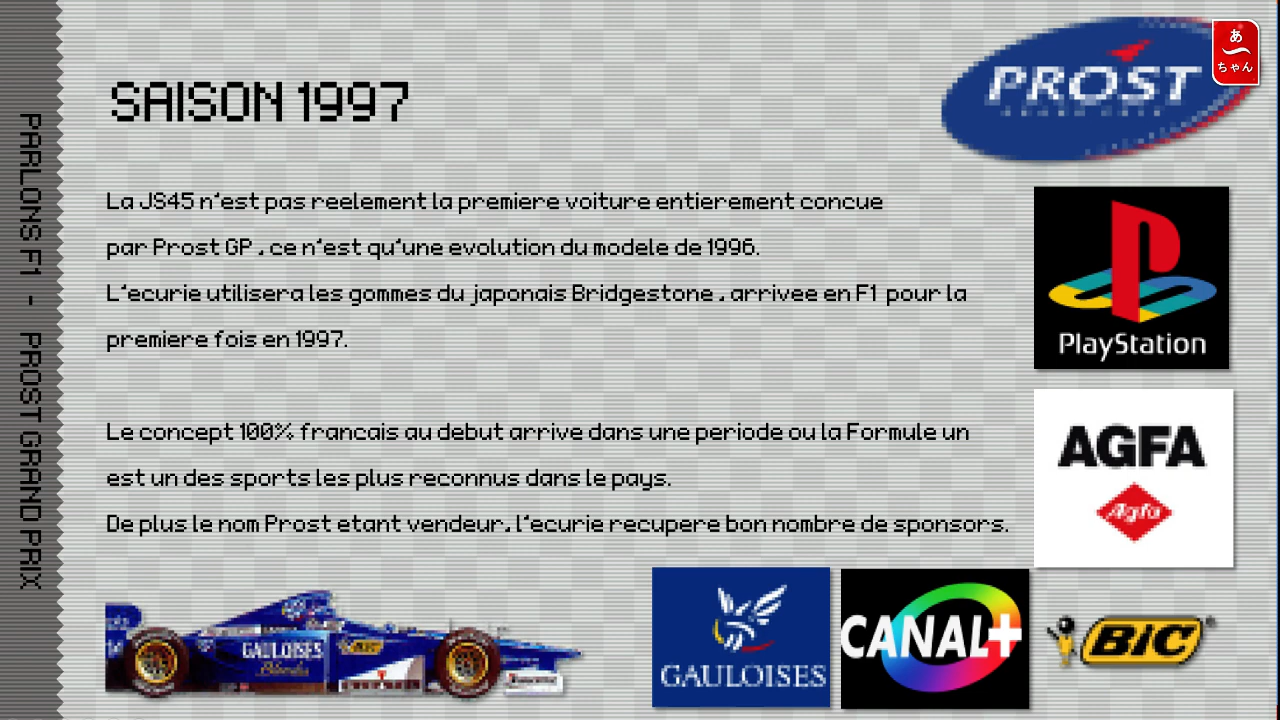 PROST
あーちゃん
SAISON 1997
PARLONS F1 - PROST GRAND PRIX
La JS45 n'est pas reelement la premiere voiture entierement concue
par Prost GP , ce n'est qu'une evolution du modele de 1996.
L'ecurie utilisera les gommes du japonais Bridgestone , arrivee en F1 pour la
premiere fois en 1997.
PlayStation
Le concept 100% francais au debut arrive dans une periode ou la Formule un
est un des sports les plus reconnus dans le pays.
De plus le nom Prost etant vendeur, l'ecurie recupere bon nombre de sponsors.
AGFA
Agfa
GAULOISES
Blondes
BIC
GAULOISES
CANAL+
BIC®